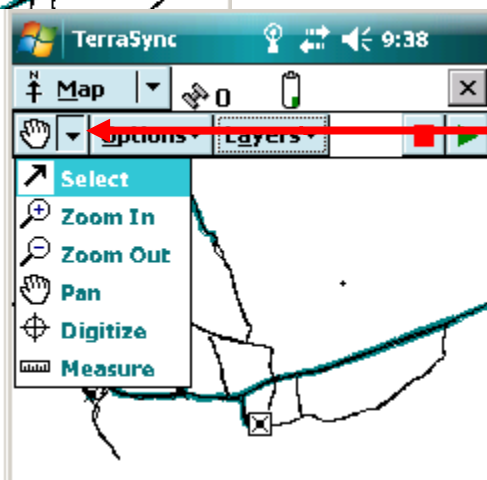 TerraSync 9:38
Map 0
Options Layers
Select
Zoom In
Zoom Out
Pan
Digitize
Measure